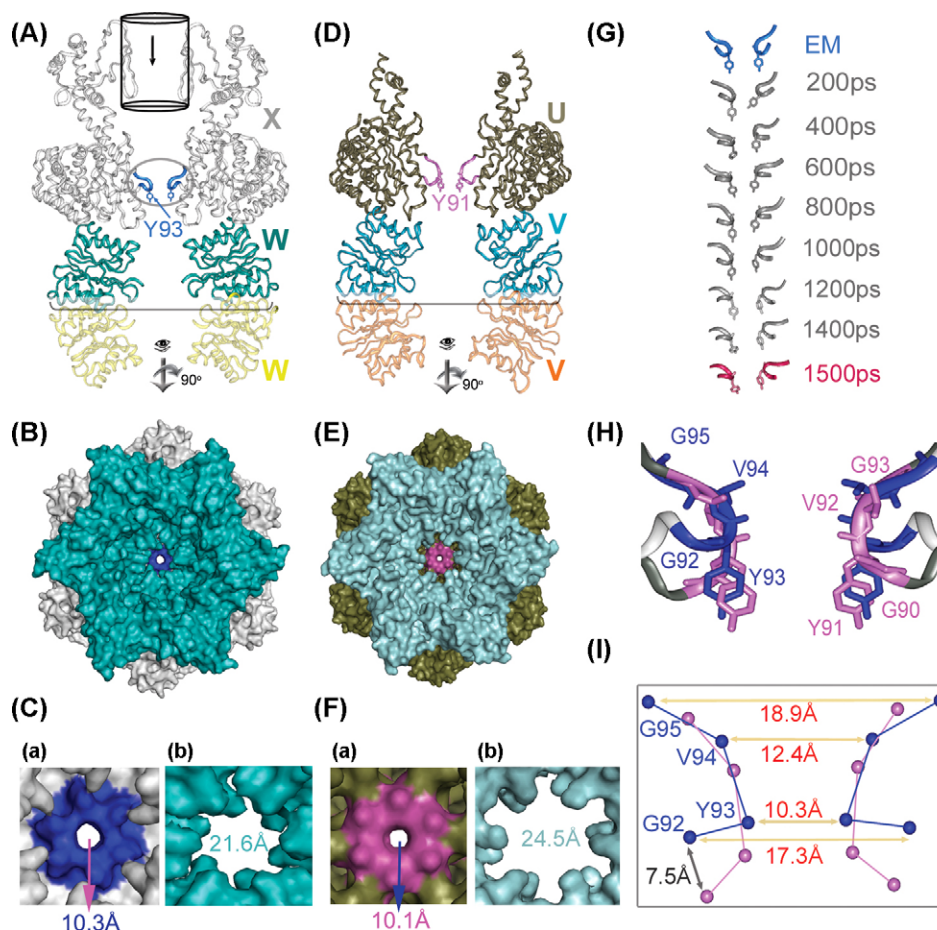 (A)
X
Y93
W
W
90°
(B)
(C)
(a)
(b)
21.6Å
10.3Å
(D)
U
Y91
V
V
90°
(E)
(F)
(a)
(b)
24.5Å
10.1Å
(G)
EM
200ps
400ps
600ps
800ps
1000ps
1200ps
1400ps
1500ps
(H)
G95
V94
G93
V92
G92
Y93
Y91
G90
(I)
18.9Å
G95
V94
12.4Å
Y93
10.3Å
G92
17.3Å
7.5Å